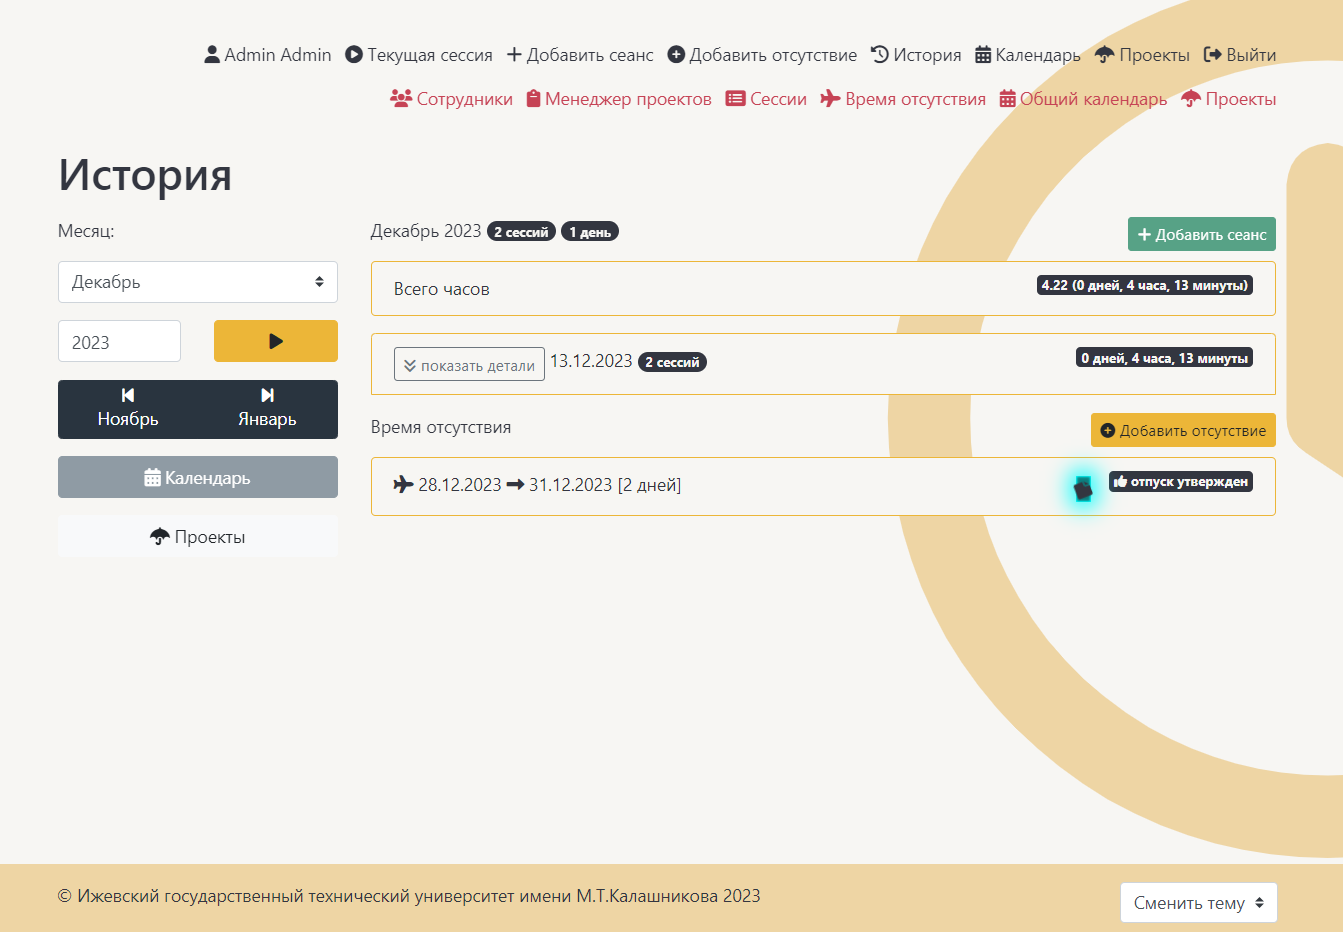 Admin Admin Текущая сессия Добавить сеанс Добавить отсутствие История Календарь Проекты Выйти
Сотрудники Менеджер проектов Сессии Время отсутствия Общий календарь Проекты
История
Месяц:
Декабрь
2023
Ноябрь Январь
Календарь
Проекты
Декабрь 2023 2 сессий 1 день
Добавить сеанс
Всего часов 4.22 (0 дней, 4 часа, 13 минуты)
показать детали 13.12.2023 2 сессий 0 дней, 4 часа, 13 минуты
Время отсутствия Добавить отсутствие
28.12.2023 31.12.2023 [2 дней] отпуск утвержден
© Ижевский государственный технический университет имени М.Т.Калашникова 2023
Сменить тему